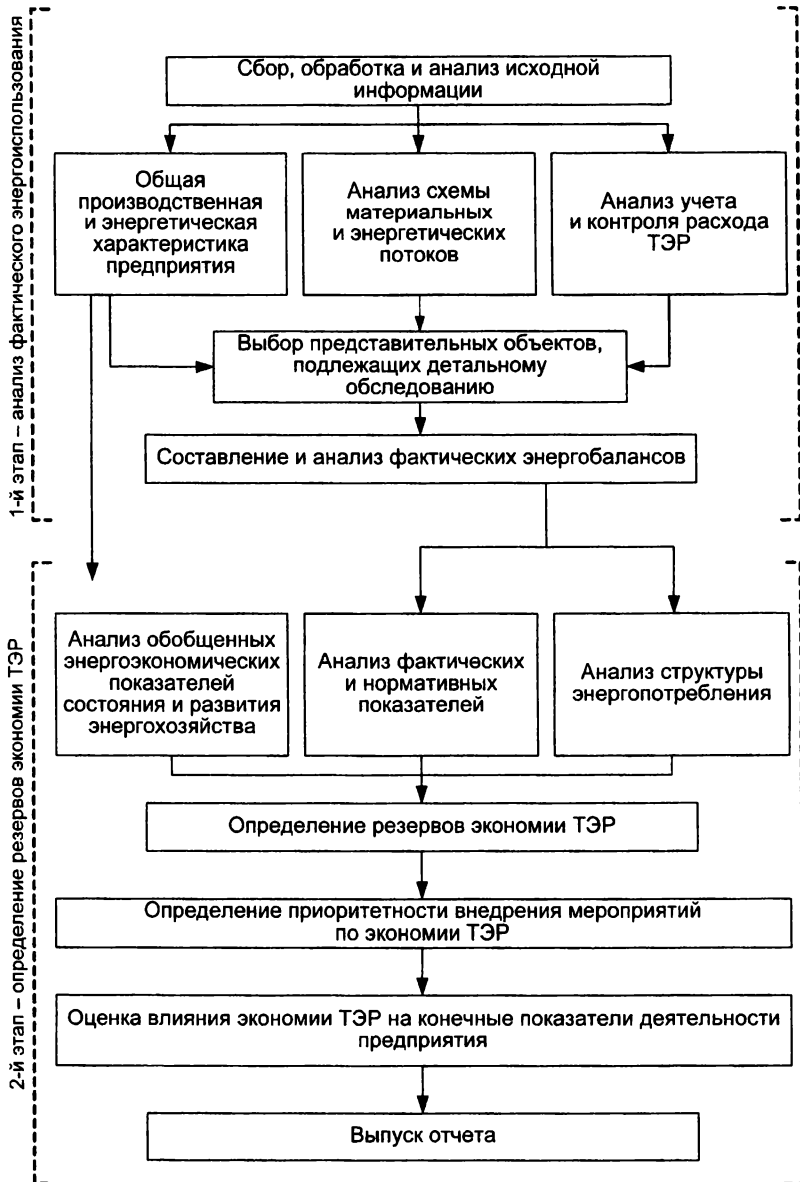 1-й этап – анализ фактического энергоиспользования
Сбор, обработка и анализ исходной
информации
Общая
производственная
и энергетическая
характеристика
предприятия
Анализ схемы
материальных
и энергетических
потоков
Анализ учета
и контроля расхода
ТЭР
Выбор представительных объектов,
подлежащих детальному
обследованию
Составление и анализ фактических энергобалансов
2-й этап – определение резервов экономии ТЭР
Анализ обобщенных
энергоэкономических
показателей
состояния и развития
энергохозяйства
Анализ фактических
и нормативных
показателей
Анализ структуры
энергопотребления
Определение резервов экономии ТЭР
Определение приоритетности внедрения мероприятий
по экономии ТЭР
Оценка влияния экономии ТЭР на конечные показатели деятельности
предприятия
Выпуск отчета